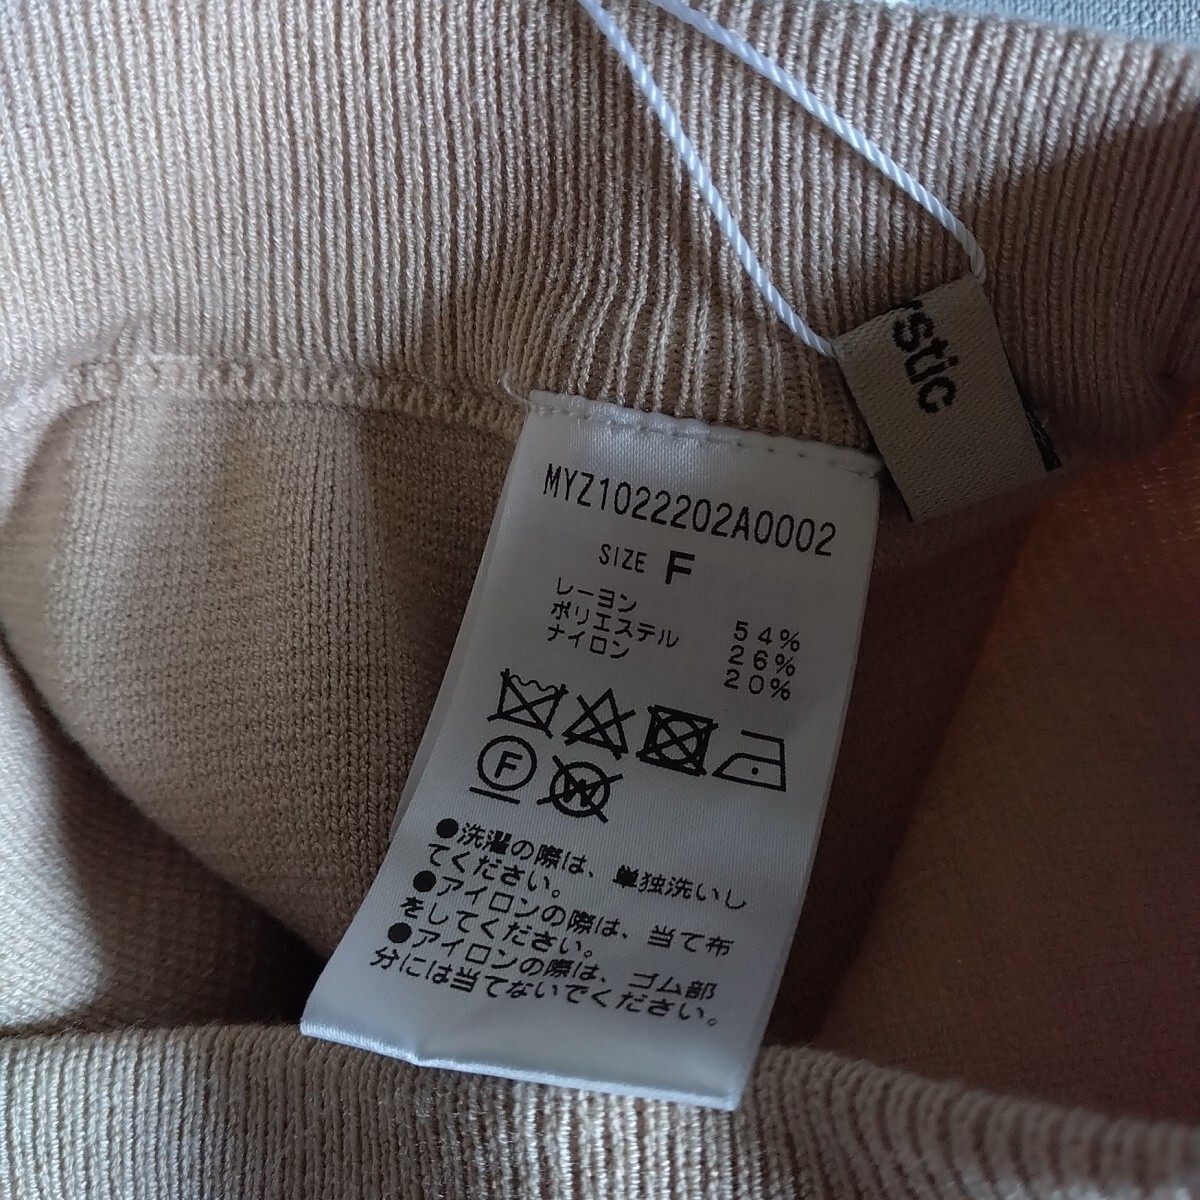 ystic
MYZ1022202A0002
SIZE F
レーヨン 54%
ポリエステル 26%
ナイロン 20%
F
W
●洗濯の際は、単独洗いし
てください。
●アイロンの際は、当て布
をしてください。
●アイロンの際は、ゴム部
分には当てないでください。